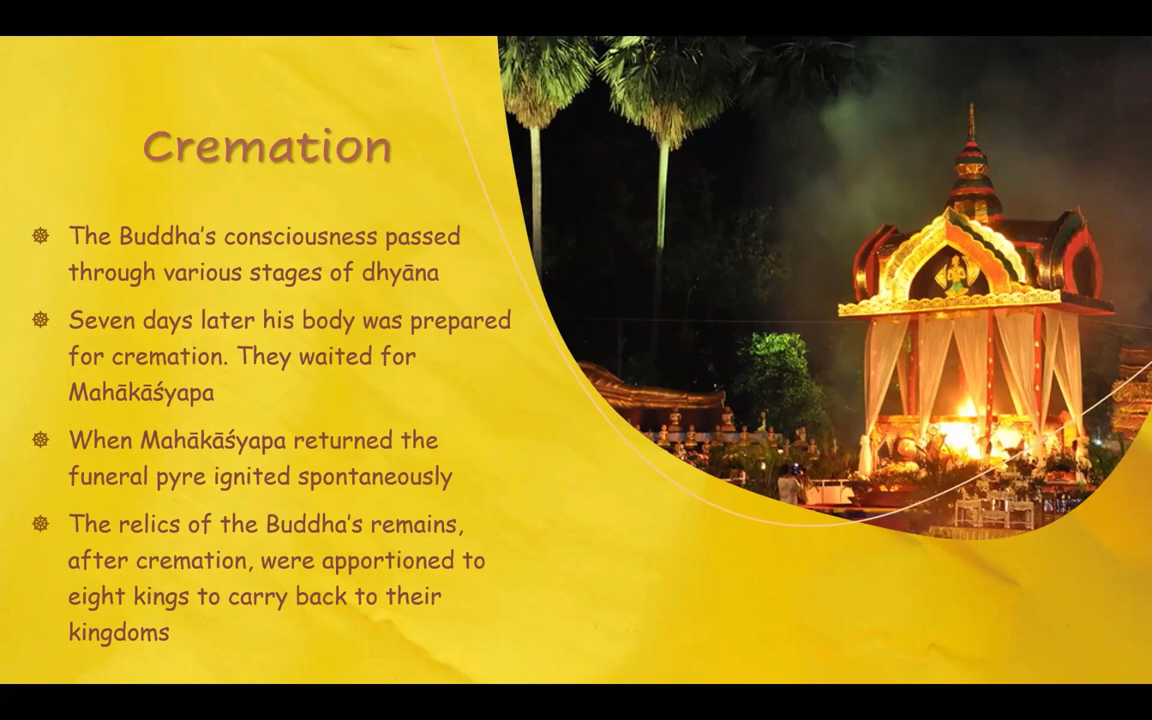 Cremation
The Buddha’s consciousness passed
through various stages of dhyāna
Seven days later his body was prepared
for cremation. They waited for
Mahākāśyapa
When Mahākāśyapa returned the
funeral pyre ignited spontaneously
The relics of the Buddha’s remains,
after cremation, were apportioned to
eight kings to carry back to their
kingdoms